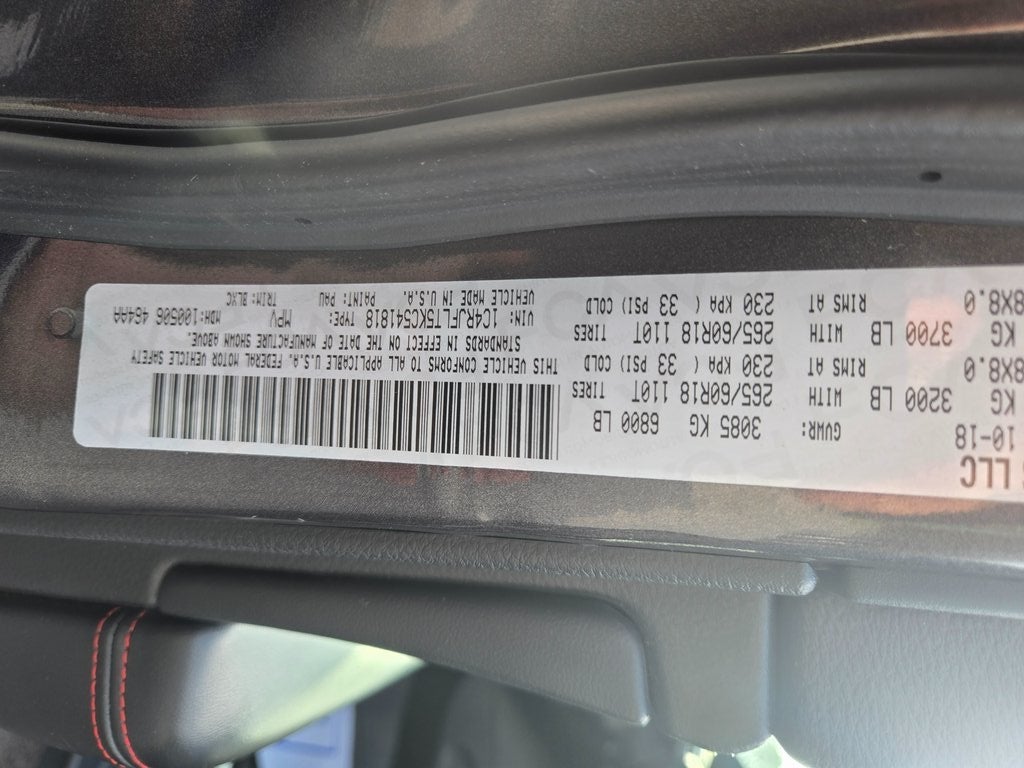 LLC
10-18 GVWR: 3085 KG 6800 LB
KG 3200 LB WITH 265/60R18 110T TIRES
8X8.0 RIMS AT 230 KPA ( 33 PSI) COLD
KG 3700 LB WITH 265/60R18 110T TIRES
8X8.0 RIMS AT 230 KPA ( 33 PSI) COLD
THIS VEHICLE CONFORMS TO ALL APPLICABLE U.S.A. FEDERAL MOTOR VEHICLE SAFETY
STANDARDS IN EFFECT ON THE DATE OF MANUFACTURE SHOWN ABOVE.
VIN: 1C4RJFLT5KC541818 TYPE: MPV MDH:100506 4G4AA
VEHICLE MADE IN U.S.A. PAINT: PAU TRIM: BLXC